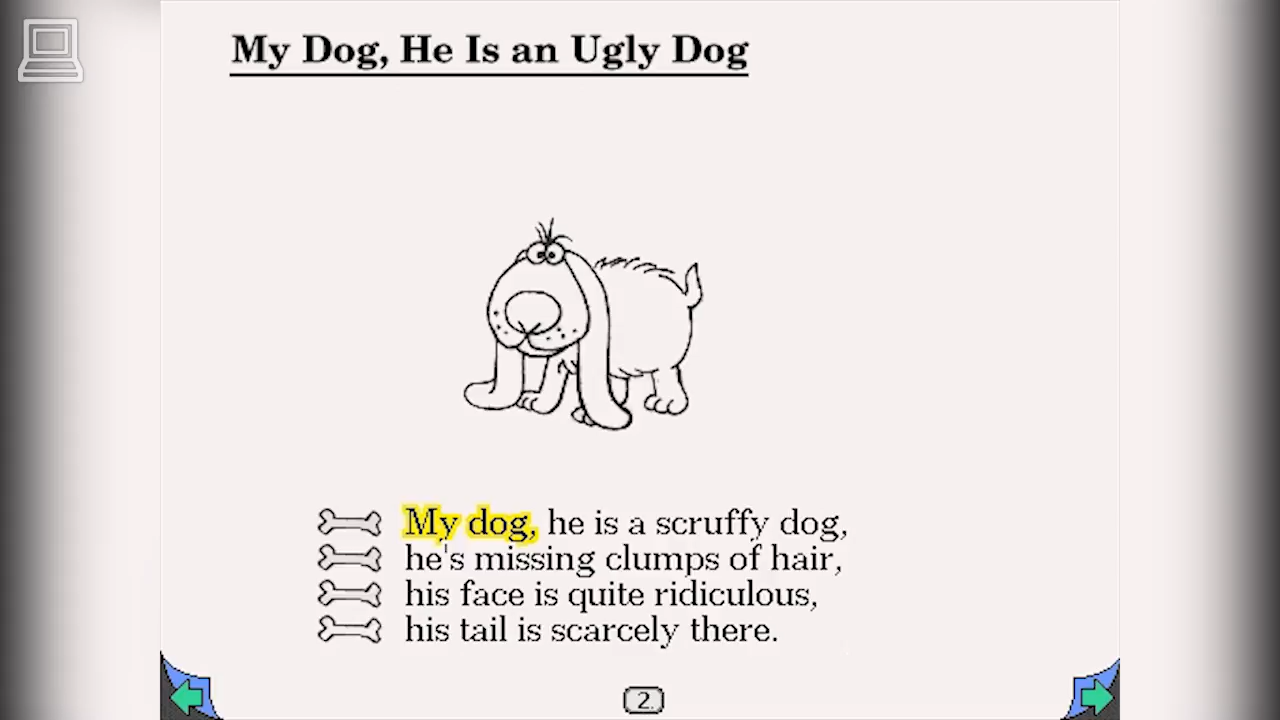 My Dog, He Is an Ugly Dog
My dog, he is a scruffy dog,
he's missing clumps of hair,
his face is quite ridiculous,
his tail is scarcely there.
2